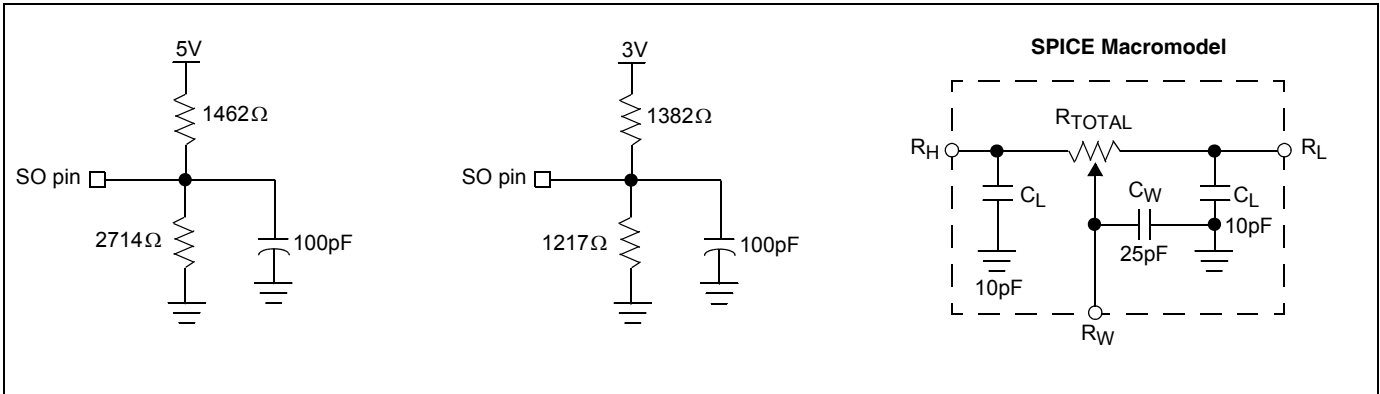 5V
1462Ω
SO pin
2714Ω
100pF
3V
1382Ω
SO pin
1217Ω
100pF
SPICE Macromodel
RTOTAL
RH
RL
CL
CW
CL
10pF
25pF
10pF
RW